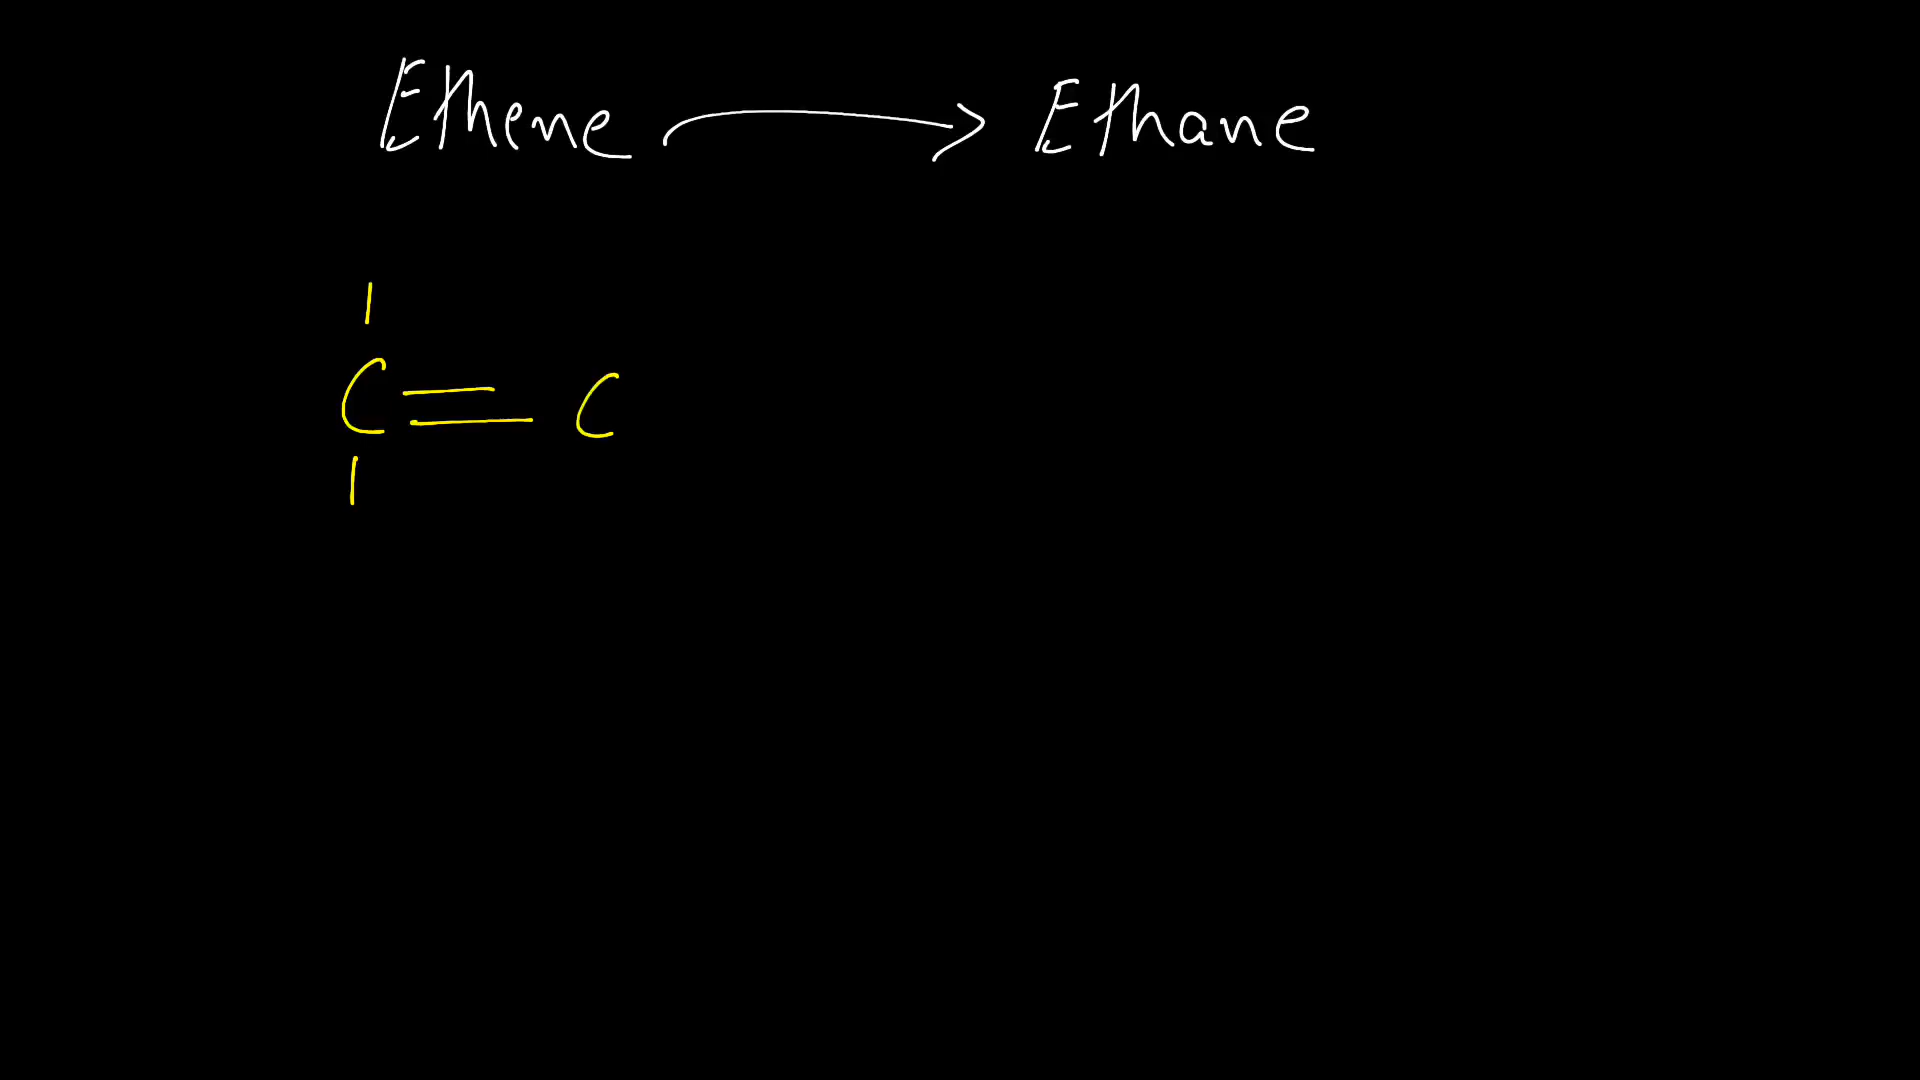 Ethene → Ethane
|
C = C
|